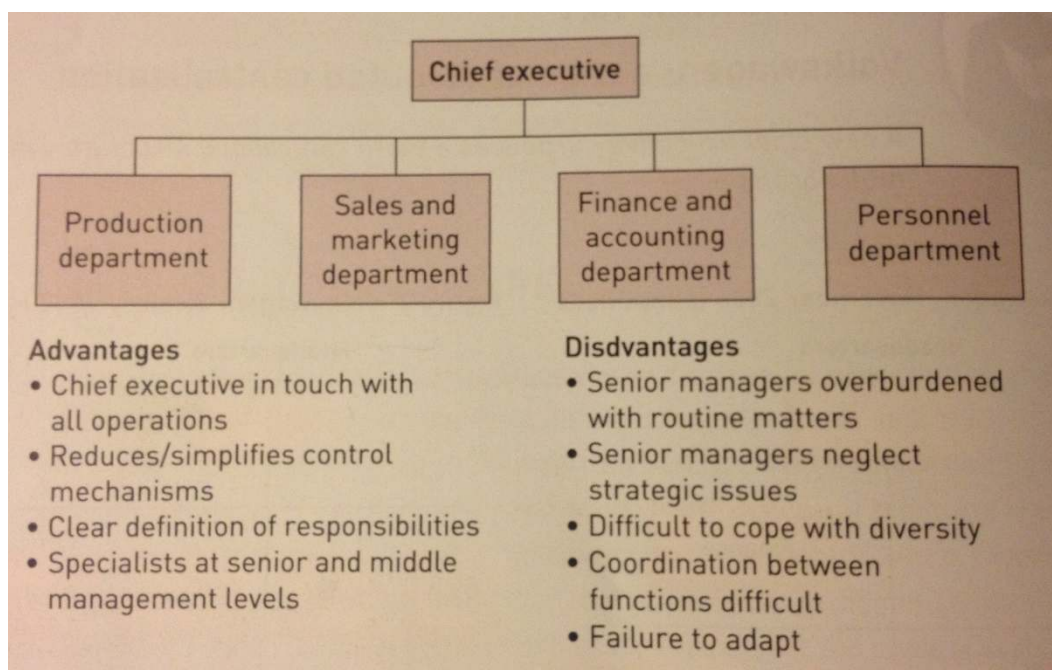 Chief executive
Production
department
Sales and
marketing
department
Finance and
accounting
department
Personnel
department
Advantages
• Chief executive in touch with
all operations
• Reduces/simplifies control
mechanisms
• Clear definition of responsibilities
• Specialists at senior and middle
management levels
Disdvantages
• Senior managers overburdened
with routine matters
• Senior managers neglect
strategic issues
• Difficult to cope with diversity
• Coordination between
functions difficult
• Failure to adapt